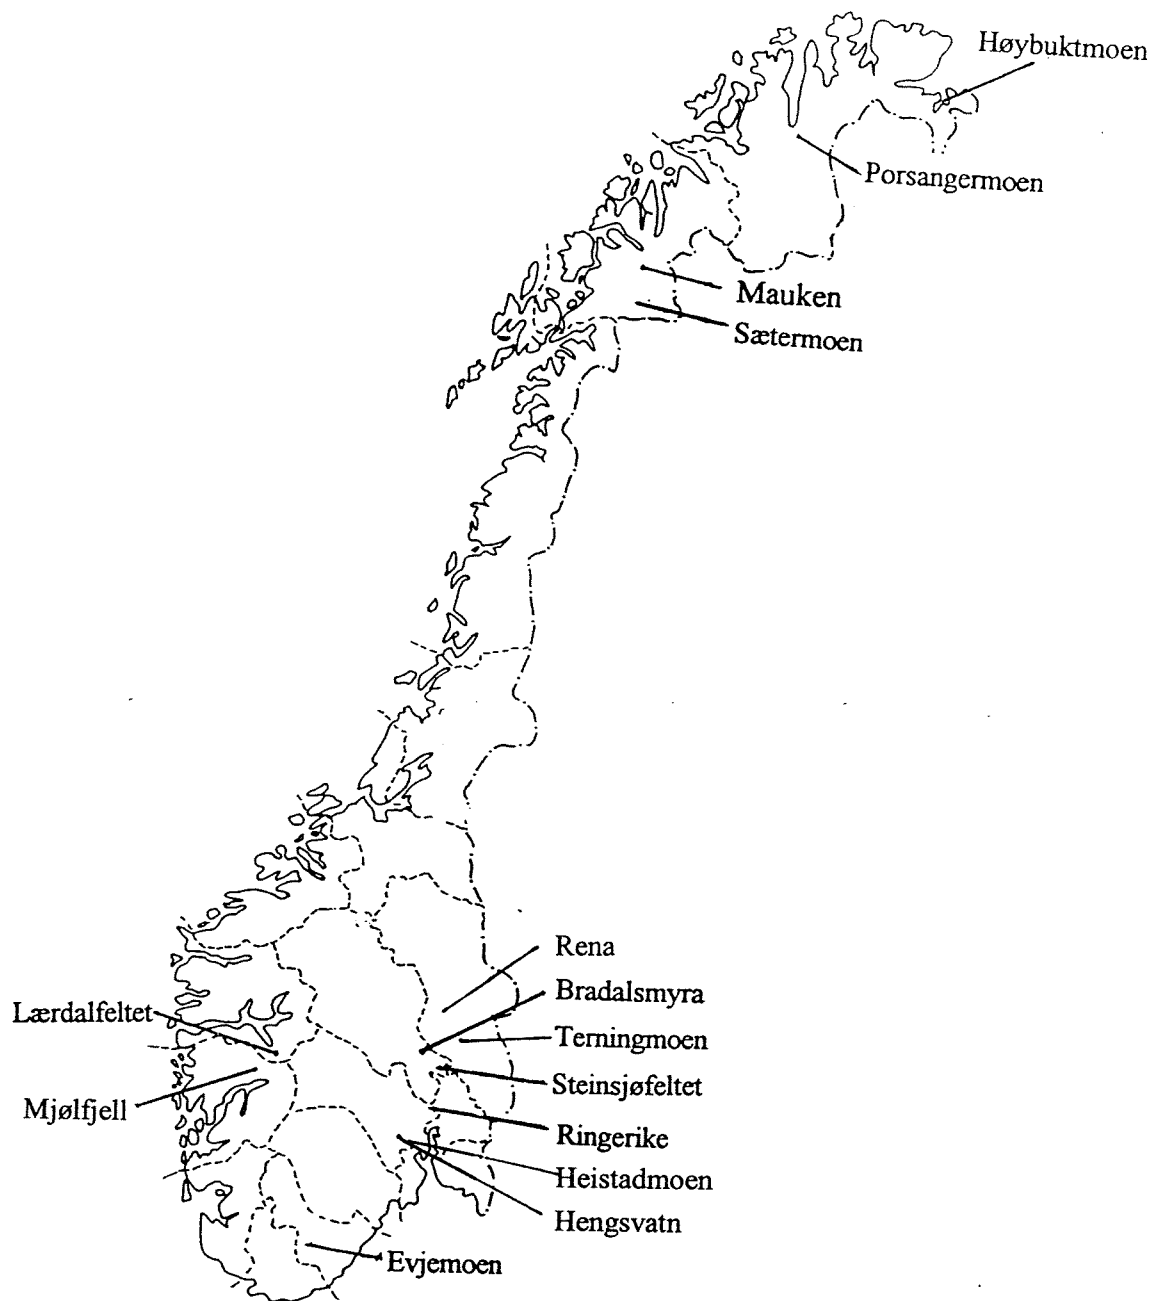 Høybuktmoen
Porsangermoen
Mauken
Sætermoen
Rena
Bradalsmyra
Lærdalfeltet
Terningmoen
Steinsjøfeltet
Mjølfjell
Ringerike
Heistadmoen
Hengsvatn
Evjemoen